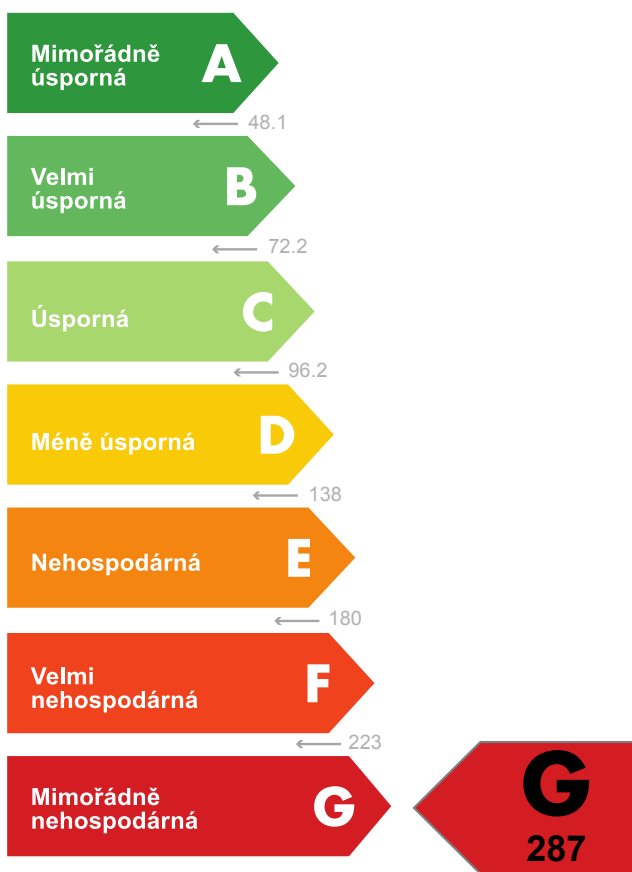 Mimořádně
úsporná
A
48.1
Velmi
úsporná
B
72.2
Úsporná
C
96.2
Méně úsporná
D
138
Nehospodárná
E
180
Velmi
nehospodárná
F
223
Mimořádně
nehospodárná
G
G
287